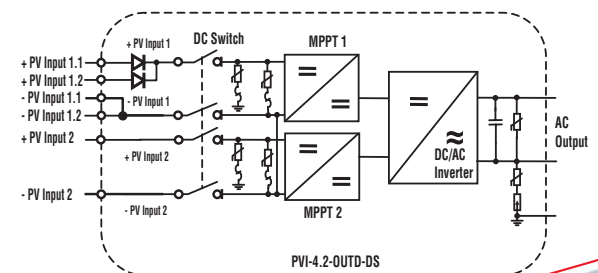 + PV Input 1
DC Switch
MPPT 1
+ PV Input 1.1
+ PV Input 1.2
- PV Input 1.1
- PV Input 1
- PV Input 1.2
+ PV Input 2
+ PV Input 2
- PV Input 2
- PV Input 2
MPPT 2
DC/AC
Inverter
AC
Output
PVI-4.2-OUTD-DS